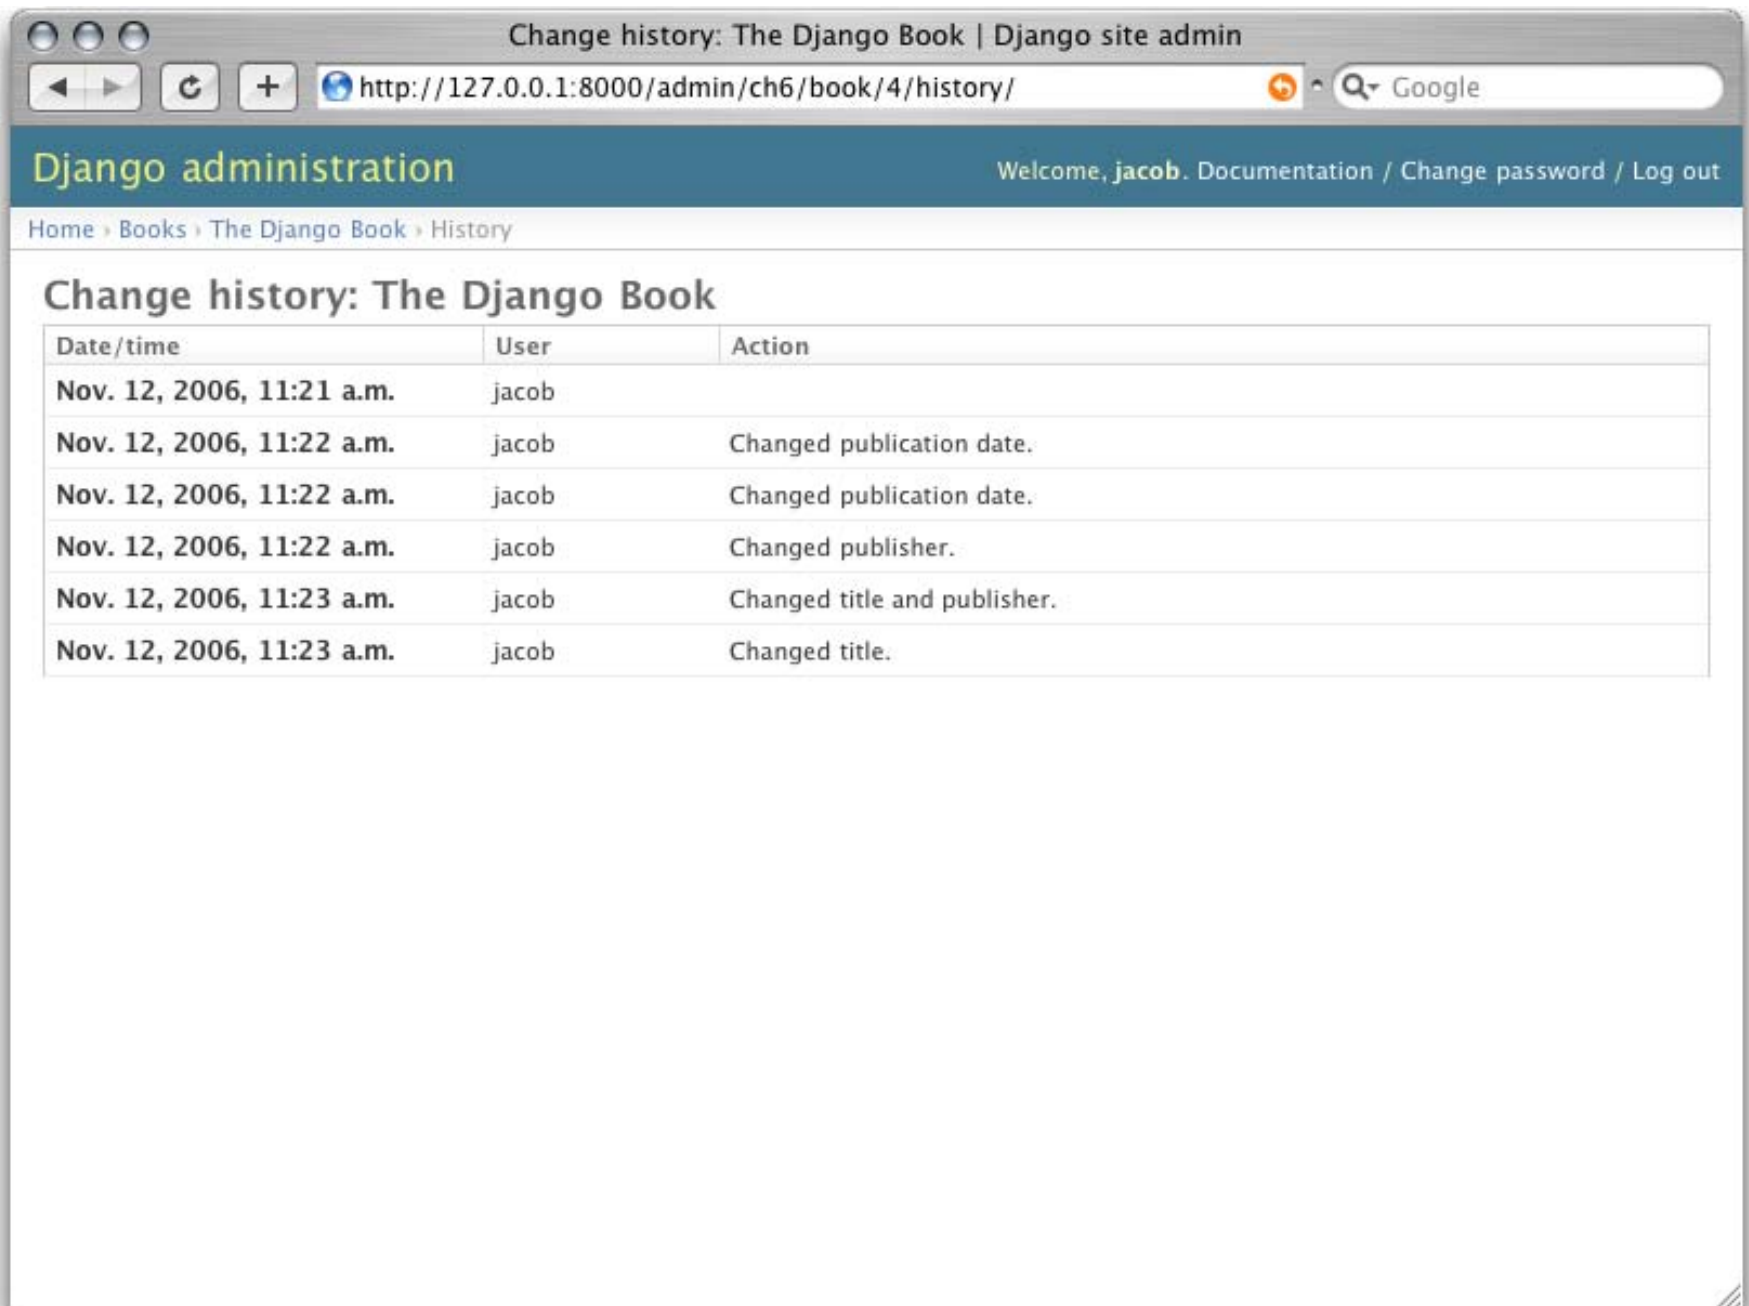 Change history: The Django Book | Django site admin
http://127.0.0.1:8000/admin/ch6/book/4/history/ Google
Django administration Welcome, jacob. Documentation / Change password / Log out
Home › Books › The Django Book › History
Change history: The Django Book
Date/time User Action
Nov. 12, 2006, 11:21 a.m. jacob
Nov. 12, 2006, 11:22 a.m. jacob Changed publication date.
Nov. 12, 2006, 11:22 a.m. jacob Changed publication date.
Nov. 12, 2006, 11:22 a.m. jacob Changed publisher.
Nov. 12, 2006, 11:23 a.m. jacob Changed title and publisher.
Nov. 12, 2006, 11:23 a.m. jacob Changed title.